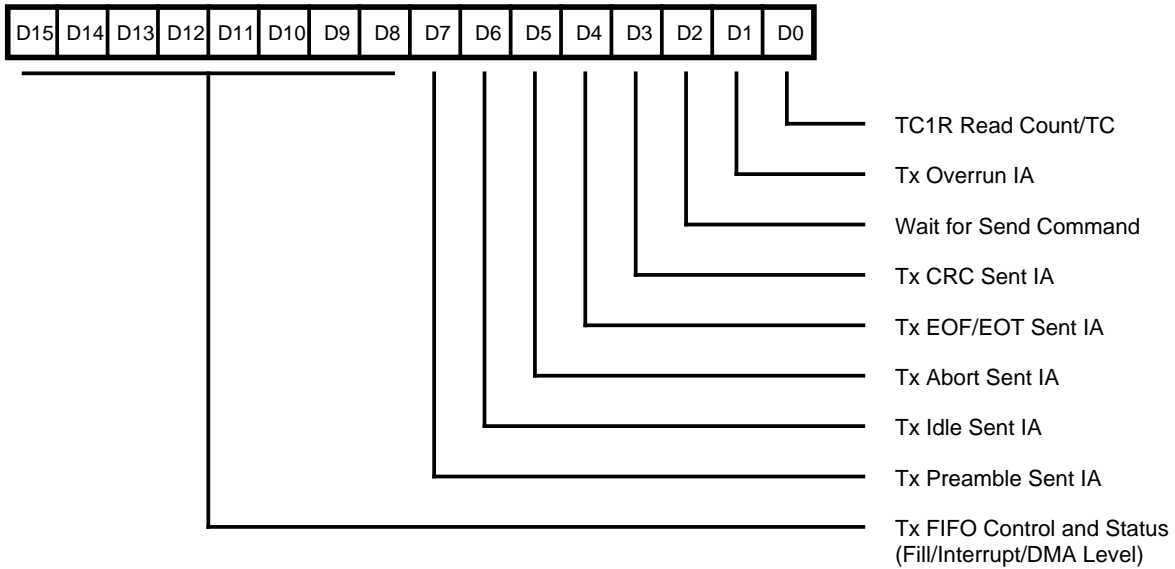 D15 D14 D13 D12 D11 D10 D9 D8 D7 D6 D5 D4 D3 D2 D1 D0
TC1R Read Count/TC
Tx Overrun IA
Wait for Send Command
Tx CRC Sent IA
Tx EOF/EOT Sent IA
Tx Abort Sent IA
Tx Idle Sent IA
Tx Preamble Sent IA
Tx FIFO Control and Status
(Fill/Interrupt/DMA Level)